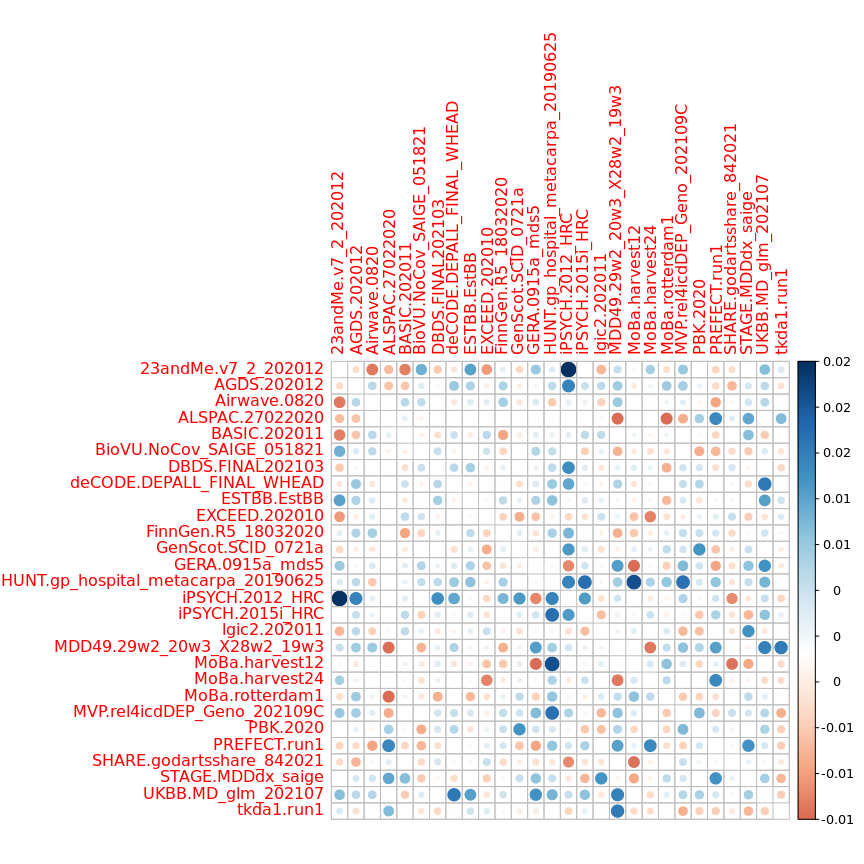 23andMe.v7_2_202012
AGDS.202012
Airwave.0820
ALSPAC.27022020
BASIC.202011
BioVU.NoCov_SAIGE_051821
DBDS.FINAL202103
deCODE.DEPALL_FINAL_WHEAD
ESTBB.EstBB
EXCEED.202010
FinnGen.R5_18032020
GenScot.SCID_0721a
GERA.0915a_mds5
HUNT.gp_hospital_metacarpa_20190625
iPSYCH.2012_HRC
iPSYCH.2015i_HRC
lgic2.202011
MDD49.29w2_20w3_X28w2_19w3
MoBa.harvest12
MoBa.harvest24
MoBa.rotterdam1
MVP.rel4icdDEP_Geno_202109C
PBK.2020
PREFECT.run1
SHARE.godartsshare_842021
STAGE.MDDdx_saige
UKBB.MD_glm_202107
tkda1.run1
23andMe.v7_2_202012
AGDS.202012
Airwave.0820
ALSPAC.27022020
BASIC.202011
BioVU.NoCov_SAIGE_051821
DBDS.FINAL202103
deCODE.DEPALL_FINAL_WHEAD
ESTBB.EstBB
EXCEED.202010
FinnGen.R5_18032020
GenScot.SCID_0721a
GERA.0915a_mds5
HUNT.gp_hospital_metacarpa_20190625
iPSYCH.2012_HRC
iPSYCH.2015i_HRC
lgic2.202011
MDD49.29w2_20w3_X28w2_19w3
MoBa.harvest12
MoBa.harvest24
MoBa.rotterdam1
MVP.rel4icdDEP_Geno_202109C
PBK.2020
PREFECT.run1
SHARE.godartsshare_842021
STAGE.MDDdx_saige
UKBB.MD_glm_202107
tkda1.run1
0.02
0.02
0.02
0.01
0.01
0
0
0
-0.01
-0.01
-0.01